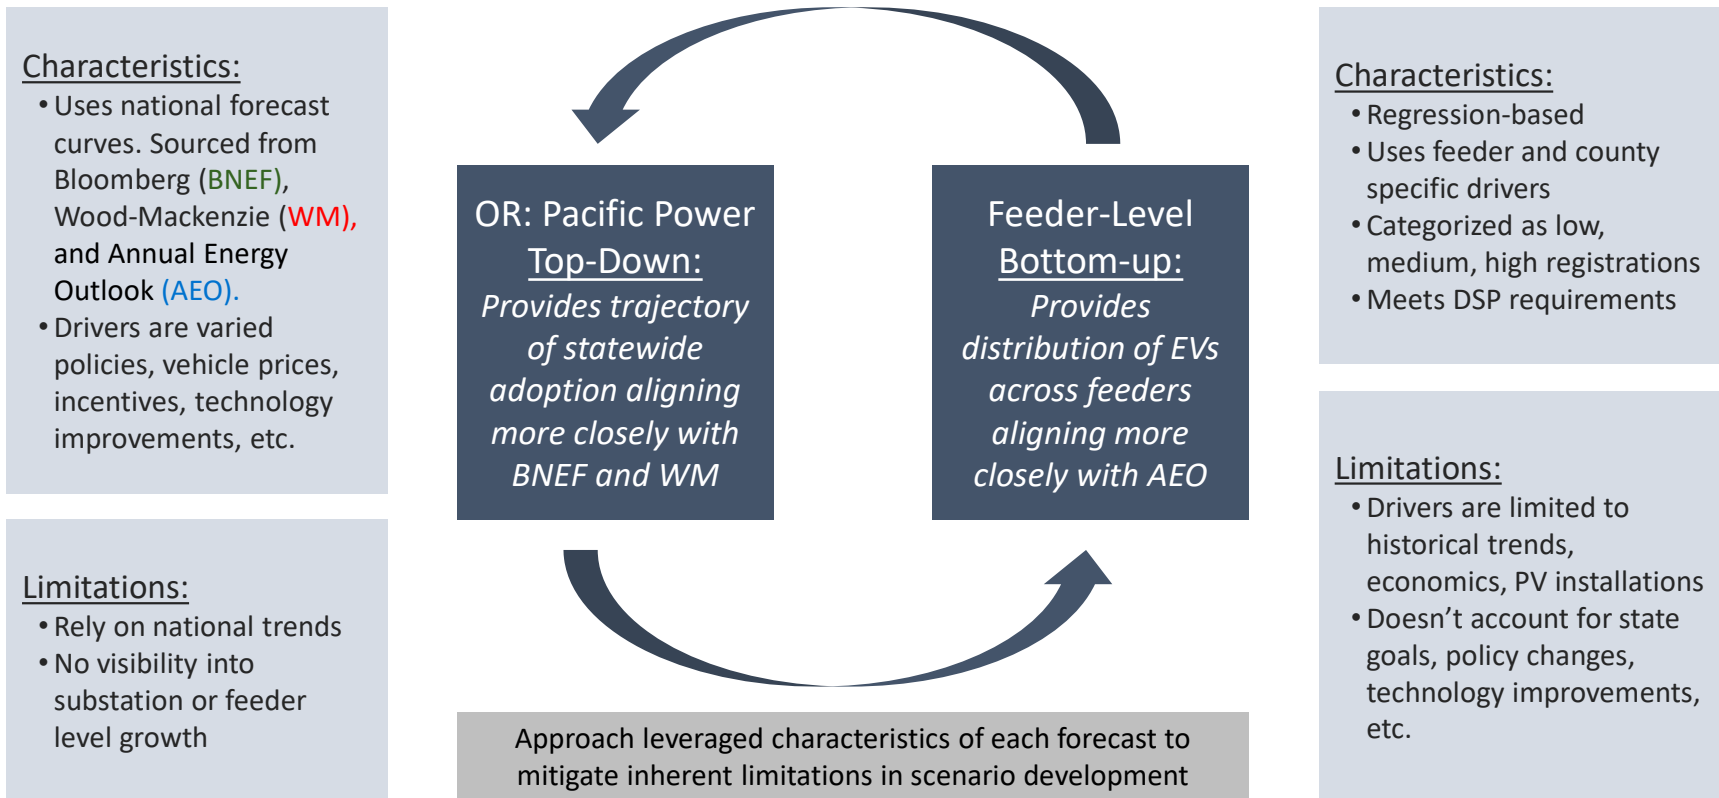 Characteristics:
• Uses national forecast
curves. Sourced from
Bloomberg (BNEF),
Wood-Mackenzie (WM),
and Annual Energy
Outlook (AEO).
• Drivers are varied
policies, vehicle prices,
incentives, technology
improvements, etc.
Limitations:
• Rely on national trends
• No visibility into
substation or feeder
level growth
OR: Pacific Power
Top-Down:
Provides trajectory
of statewide
adoption aligning
more closely with
BNEF and WM
Feeder-Level
Bottom-up:
Provides
distribution of EVs
across feeders
aligning more
closely with AEO
Approach leveraged characteristics of each forecast to
mitigate inherent limitations in scenario development
Characteristics:
• Regression-based
• Uses feeder and county
specific drivers
• Categorized as low,
medium, high registrations
• Meets DSP requirements
Limitations:
• Drivers are limited to
historical trends,
economics, PV installations
• Doesn’t account for state
goals, policy changes,
technology improvements,
etc.